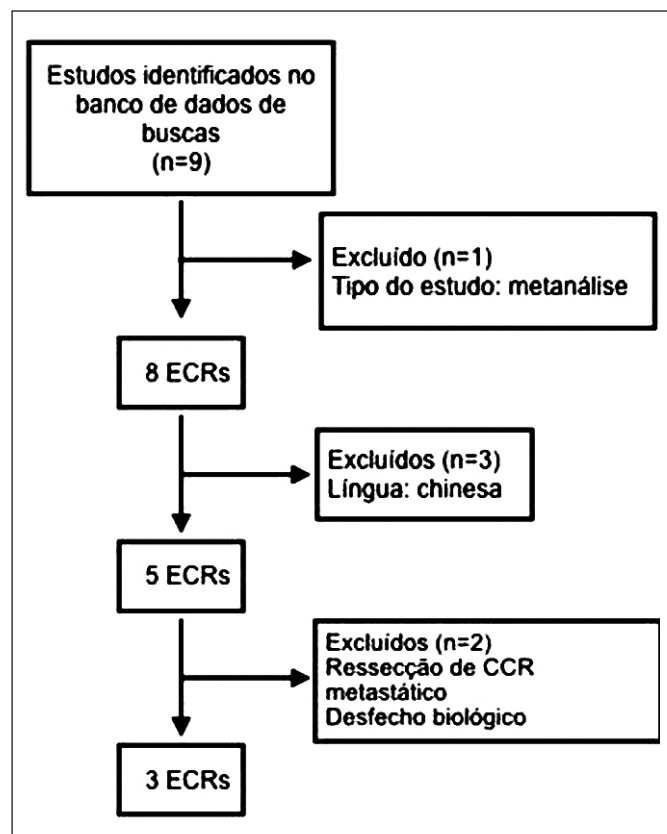 Estudos identificados no
banco de dados de
buscas
(n=9)
Excluído (n=1)
Tipo do estudo: metanálise
8 ECRs
Excluídos (n=3)
Língua: chinesa
5 ECRs
Excluídos (n=2)
Ressecção de CCR
metastático
Desfecho biológico
3 ECRs